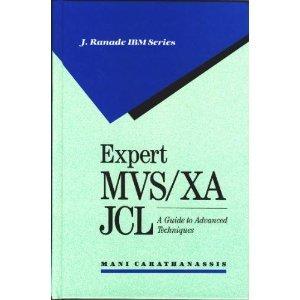 J. Ranade IBM Series
Expert
MVS/XA
JCL
A Guide to Advanced
Techniques
MANI CARATHANASSIS